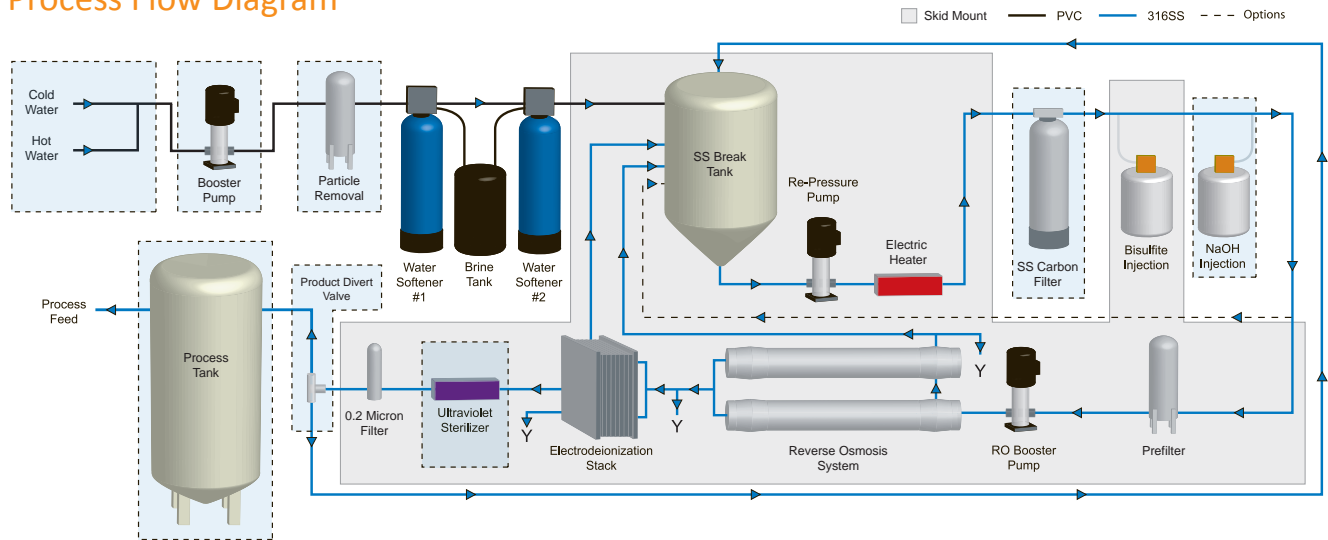 Process Flow Diagram
Skid Mount
PVC
316SS
Options
Cold
Water
Hot
Water
Booster
Pump
Particle
Removal
Water
Softener
#1
Brine
Tank
Water
Softener
#2
SS Break
Tank
Re-Pressure
Pump
Electric
Heater
SS Carbon
Filter
Bisulfite
Injection
NaOH
Injection
Process
Feed
Process
Tank
Product Divert
Valve
0.2 Micron
Filter
Ultraviolet
Sterilizer
Y
Electrodeionization
Stack
Y
Reverse Osmosis
System
Y
RO Booster
Pump
Prefilter